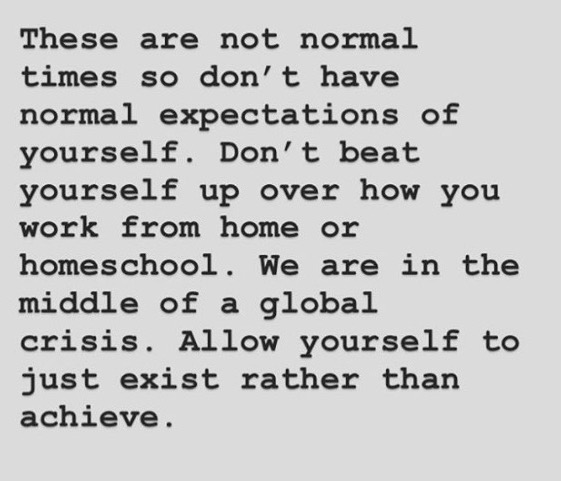 These are not normal
times so don't have
normal expectations of
yourself. Don't beat
yourself up over how you
work from home or
homeschool. We are in the
middle of a global
crisis. Allow yourself to
just exist rather than
achieve.